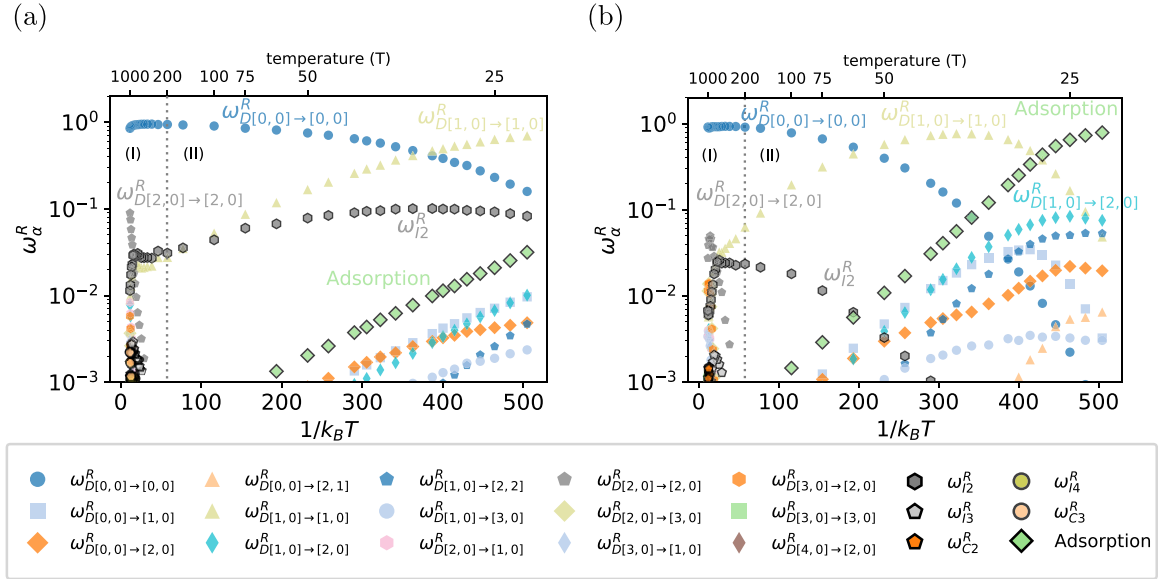 (a)
temperature (T)
1000 200 100 75 50 25
ω^R_{D[0,0]→[0,0]}
ω^R_{D[1,0]→[1,0]}
(I) (II)
ω^R_{D[2,0]→[2,0]}
ω^R_{I2}
Adsorption
ω^R_α
10^0
10^{-1}
10^{-2}
10^{-3}
0 100 200 300 400 500
1/k_BT
(b)
temperature (T)
1000 200 100 75 50 25
Adsorption
ω^R_{D[0,0]→[0,0]}
ω^R_{D[1,0]→[1,0]}
(I) (II)
ω^R_{D[2,0]→[2,0]}
ω^R_{D[1,0]→[2,0]}
ω^R_{I2}
ω^R_α
10^0
10^{-1}
10^{-2}
10^{-3}
0 100 200 300 400 500
1/k_BT
ω^R_{D[0,0]→[0,0]} ω^R_{D[0,0]→[2,1]} ω^R_{D[1,0]→[2,2]} ω^R_{D[2,0]→[2,0]} ω^R_{D[3,0]→[2,0]} ω^R_{I2} ω^R_{I4}
ω^R_{D[0,0]→[1,0]} ω^R_{D[1,0]→[1,0]} ω^R_{D[1,0]→[3,0]} ω^R_{D[2,0]→[3,0]} ω^R_{D[3,0]→[3,0]} ω^R_{I3} ω^R_{C3}
ω^R_{D[0,0]→[2,0]} ω^R_{D[1,0]→[2,0]} ω^R_{D[2,0]→[1,0]} ω^R_{D[3,0]→[1,0]} ω^R_{D[4,0]→[2,0]} ω^R_{C2} Adsorption